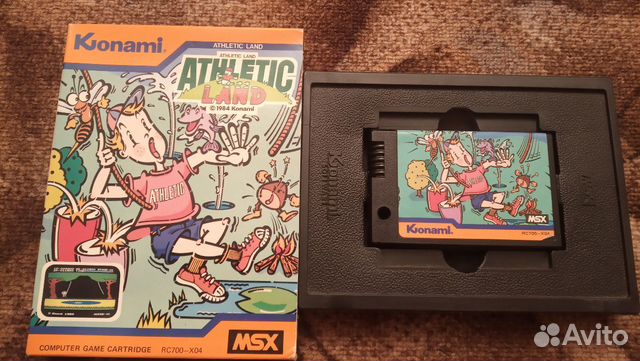 Konami®
ATHLETIC LAND
ATHLETIC LAND
ATHLETIC
LAND
© 1984 Konami
ATHLETIC
COMPUTER GAME CARTRIDGE RC700-X04
MSX
Konami
Konami®
RC700-X04
MSX
Avito